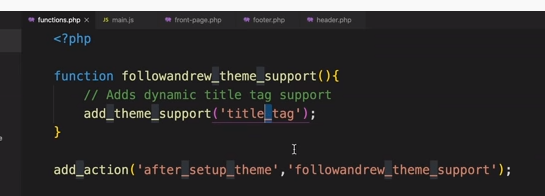 functions.php × JS main.js front-page.php footer.php header.php
<?php
function followandrew_theme_support(){
// Adds dynamic title tag support
add_theme_support('title_tag');
}
add_action('after_setup_theme','followandrew_theme_support');